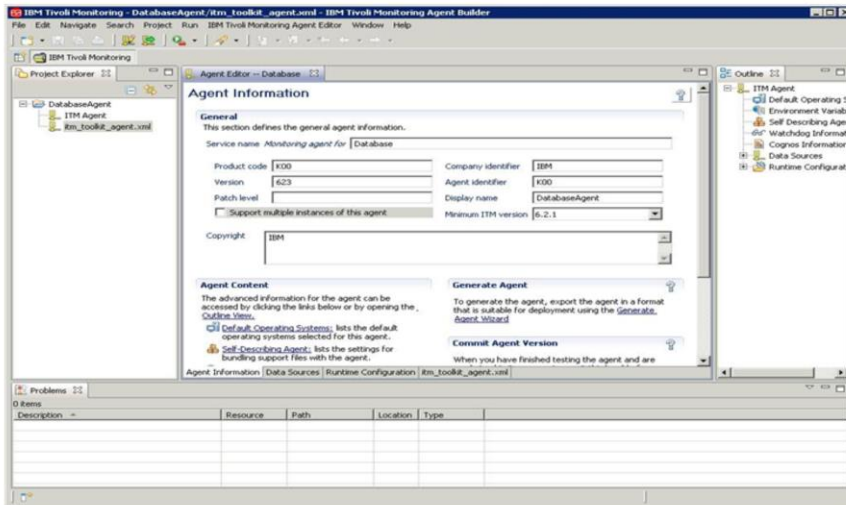 IBM Tivoli Monitoring - DatabaseAgent/itm_toolkit_agent.xml - IBM Tivoli Monitoring Agent Builder
File Edit Navigate Search Project Run IBM Tivoli Monitoring Agent Editor Window Help
IBM Tivoli Monitoring
Project Explorer
DatabaseAgent
ITM Agent
itm_toolkit_agent.xml
Agent Editor -- Database
Agent Information
General
This section defines the general agent information.
Service name Monitoring agent for Database
Product code K00
Company identifier IBM
Version 623
Agent identifier K00
Patch level
Display name DatabaseAgent
Support multiple instances of this agent
Minimum ITM version 6.2.1
Copyright IBM
Agent Content
The advanced information for the agent can be
accessed by clicking the links below or by opening the
Outline View.
Default Operating Systems: lists the default
operating systems selected for this agent.
Self-Describing Agent: lists the settings for
bundling support files with the agent.
Generate Agent
To generate the agent, export the agent in a format
that is suitable for deployment using the Generate
Agent Wizard
Commit Agent Version
When you have finished testing the agent and are
Agent Information Data Sources Runtime Configuration itm_toolkit_agent.xml
Outline
ITM Agent
Default Operating S
Environment Variab
Self Describing Age
Watchdog Informat
Cognos Information
Data Sources
Runtime Configurat
Problems
0 items
Description Resource Path Location Type